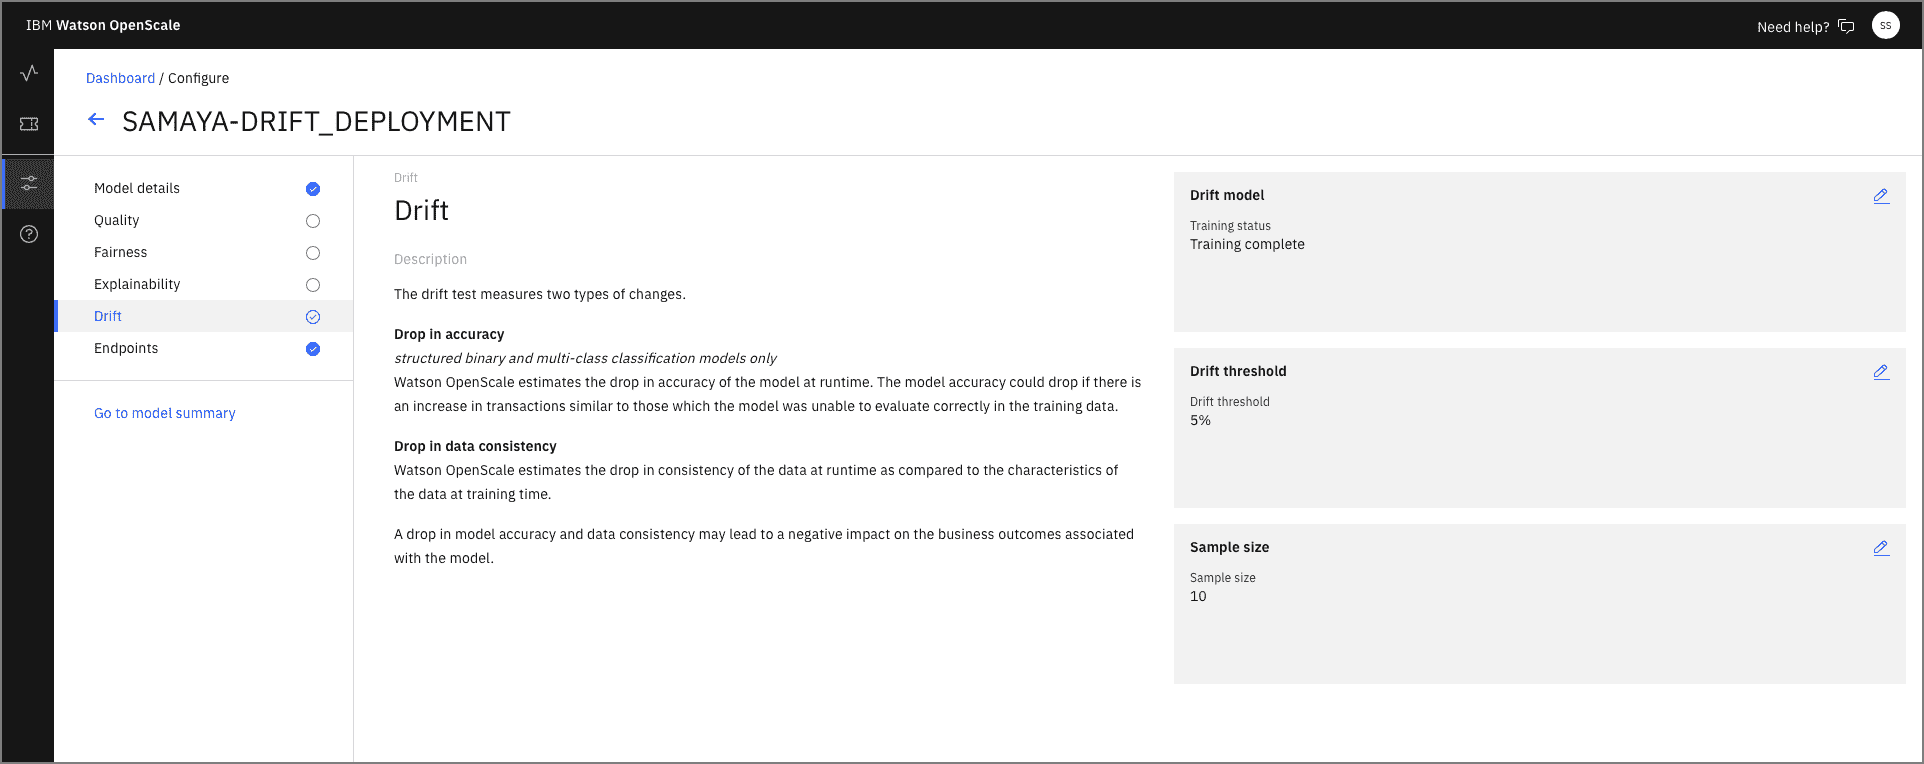 IBM Watson OpenScale
Need help?
SS
Dashboard / Configure
SAMAYA-DRIFT_DEPLOYMENT
Model details
Quality
Fairness
Explainability
Drift
Endpoints
Go to model summary
Drift
Drift
Description
The drift test measures two types of changes.
Drop in accuracy
structured binary and multi-class classification models only
Watson OpenScale estimates the drop in accuracy of the model at runtime. The model accuracy could drop if there is
an increase in transactions similar to those which the model was unable to evaluate correctly in the training data.
Drop in data consistency
Watson OpenScale estimates the drop in consistency of the data at runtime as compared to the characteristics of
the data at training time.
A drop in model accuracy and data consistency may lead to a negative impact on the business outcomes associated
with the model.
Drift model
Training status
Training complete
Drift threshold
Drift threshold
5%
Sample size
Sample size
10